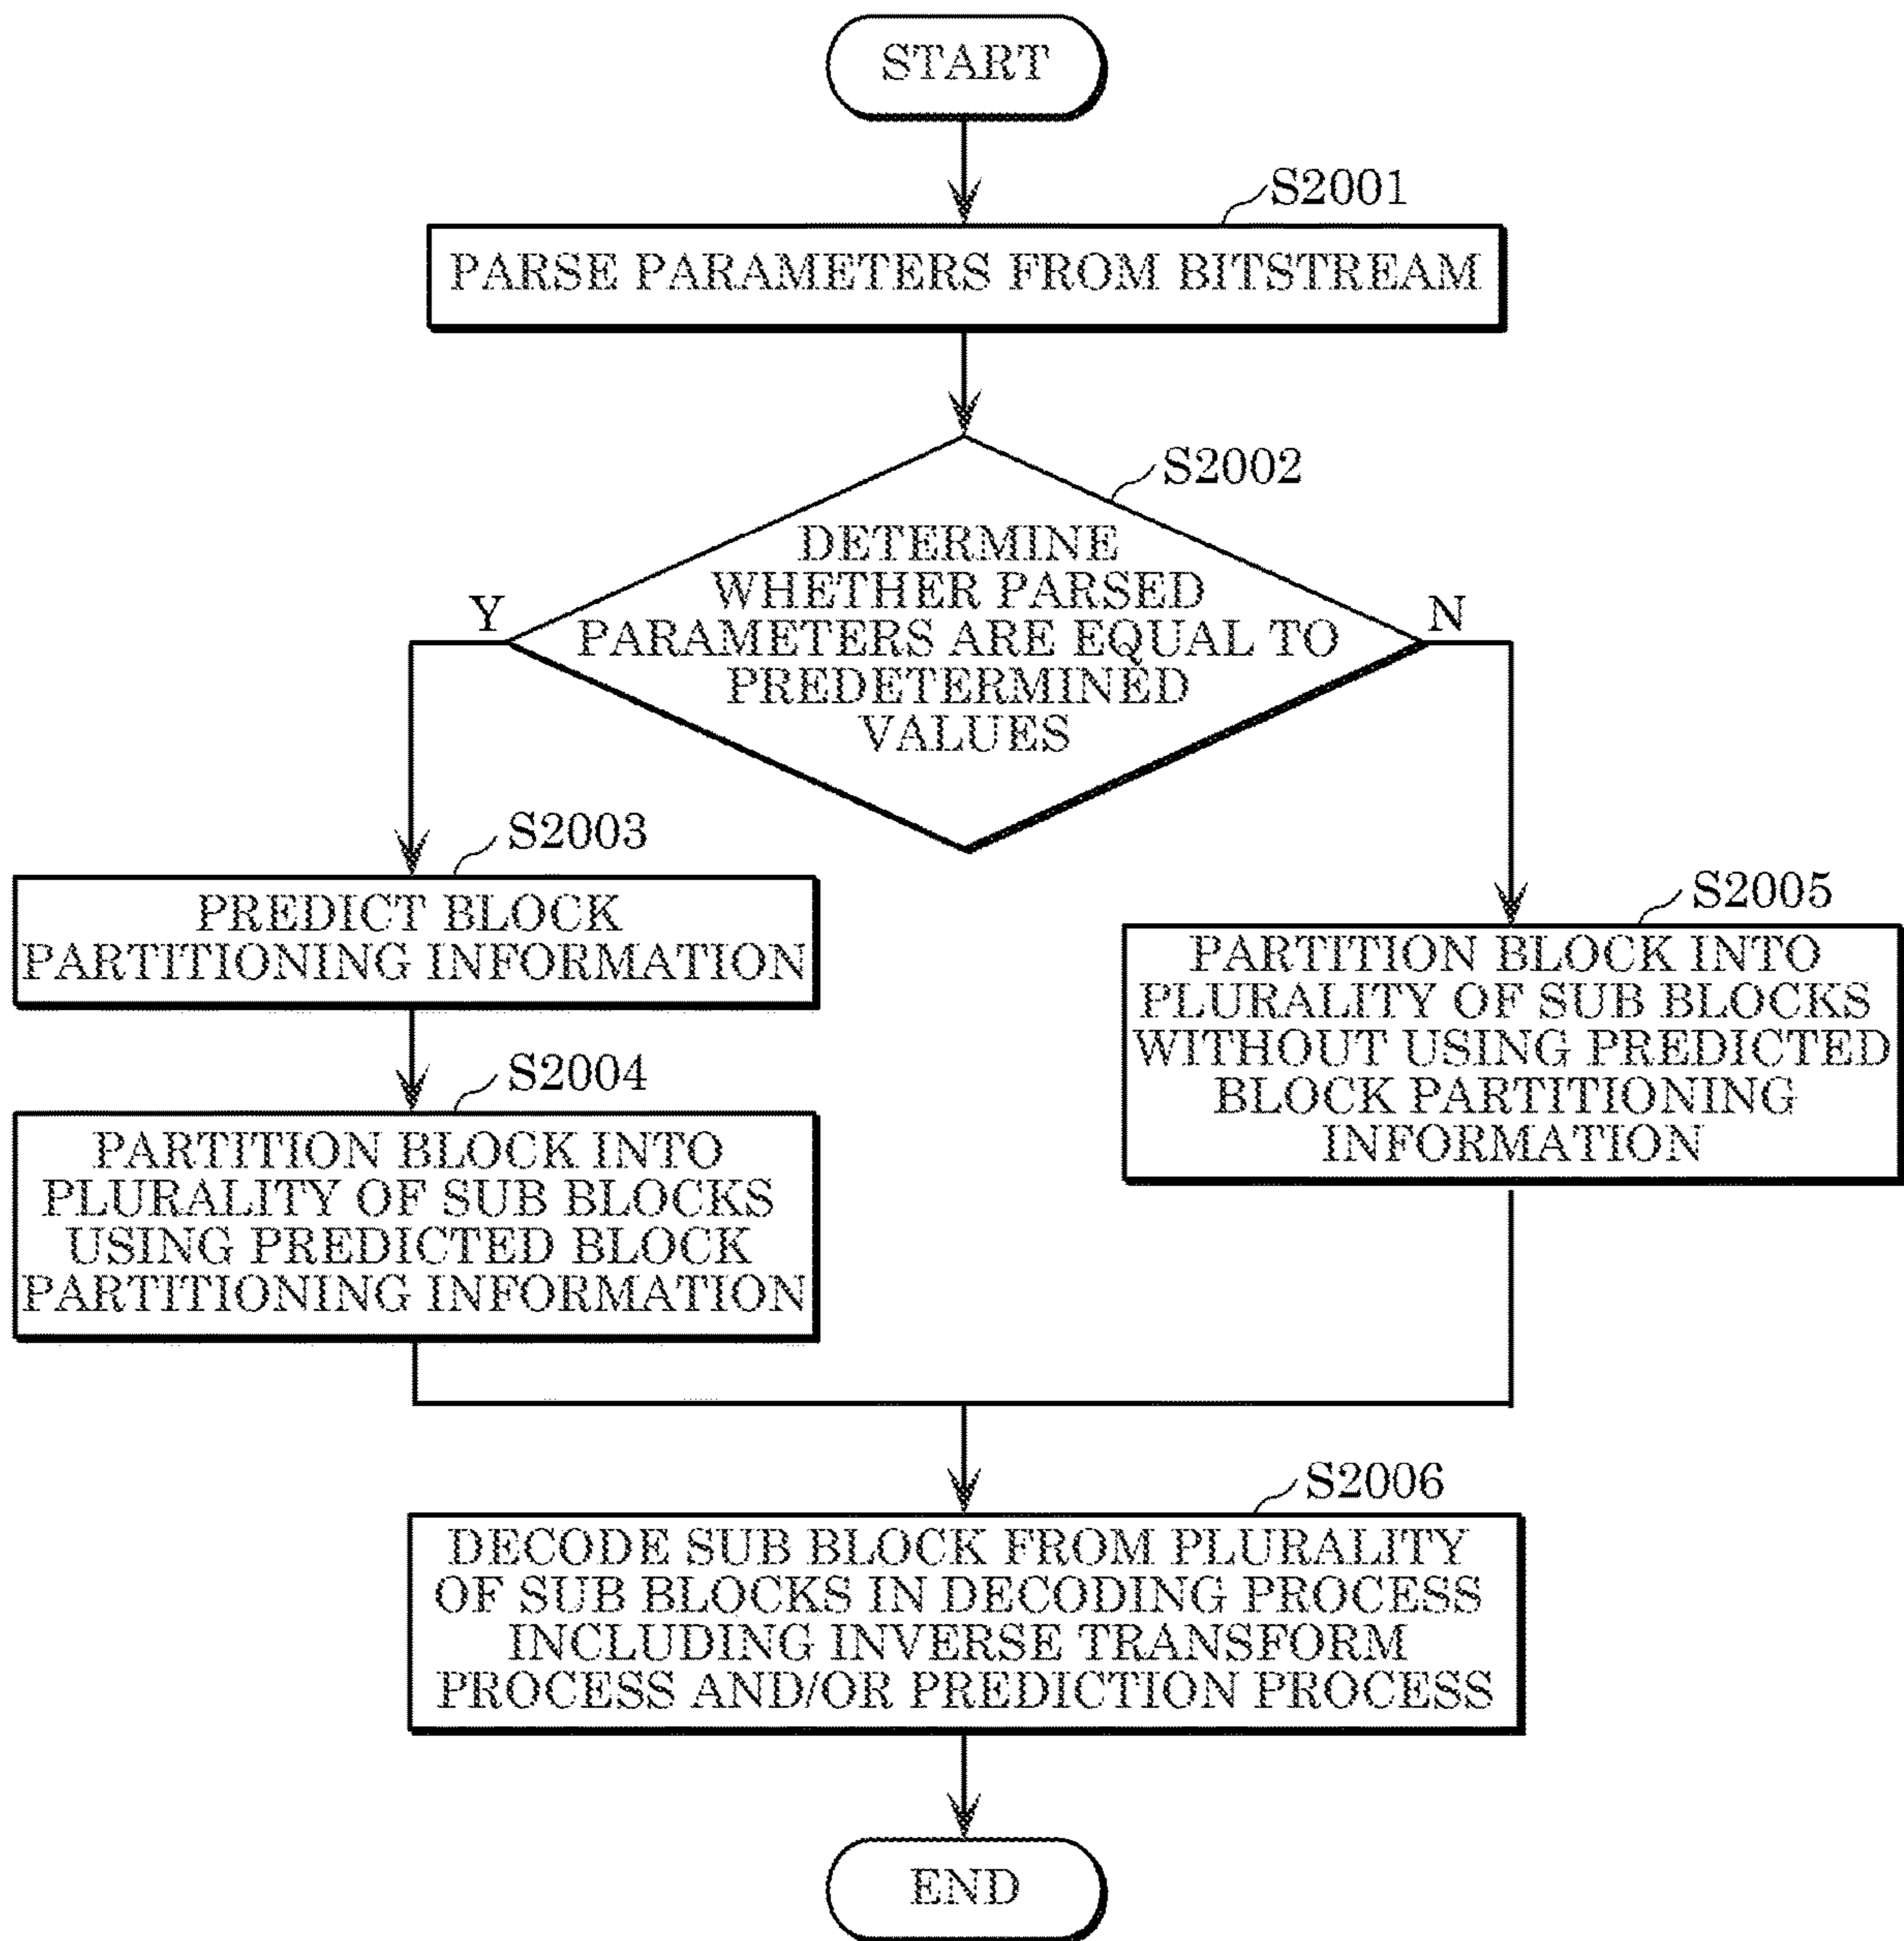 START
S2001
PARSE PARAMETERS FROM BITSTREAM
S2002
DETERMINE
WHETHER PARSED
PARAMETERS ARE EQUAL TO
PREDETERMINED
VALUES
Y
N
S2003
PREDICT BLOCK
PARTITIONING INFORMATION
S2004
PARTITION BLOCK INTO
PLURALITY OF SUB BLOCKS
USING PREDICTED BLOCK
PARTITIONING INFORMATION
S2005
PARTITION BLOCK INTO
PLURALITY OF SUB BLOCKS
WITHOUT USING PREDICTED
BLOCK PARTITIONING
INFORMATION
S2006
DECODE SUB BLOCK FROM PLURALITY
OF SUB BLOCKS IN DECODING PROCESS
INCLUDING INVERSE TRANSFORM
PROCESS AND/OR PREDICTION PROCESS
END